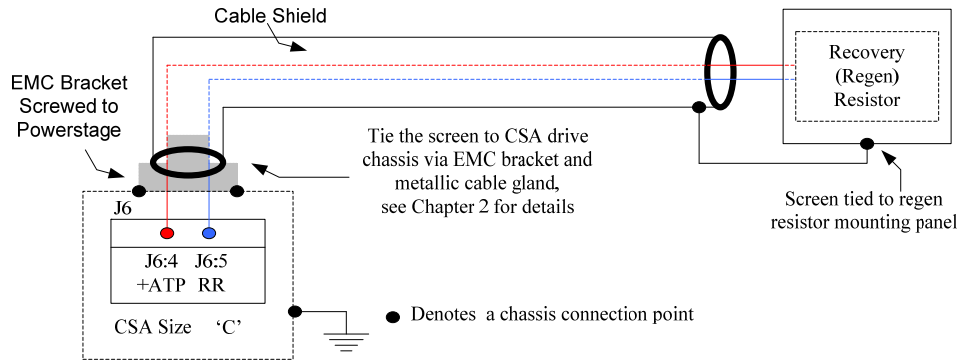 Cable Shield
EMC Bracket
Screwed to
Powerstage
Recovery
(Regen)
Resistor
Tie the screen to CSA drive
chassis via EMC bracket and
metallic cable gland,
see Chapter 2 for details
Screen tied to regen
resistor mounting panel
J6
J6:4 J6:5
+ATP RR
CSA Size ‘C’
Denotes a chassis connection point